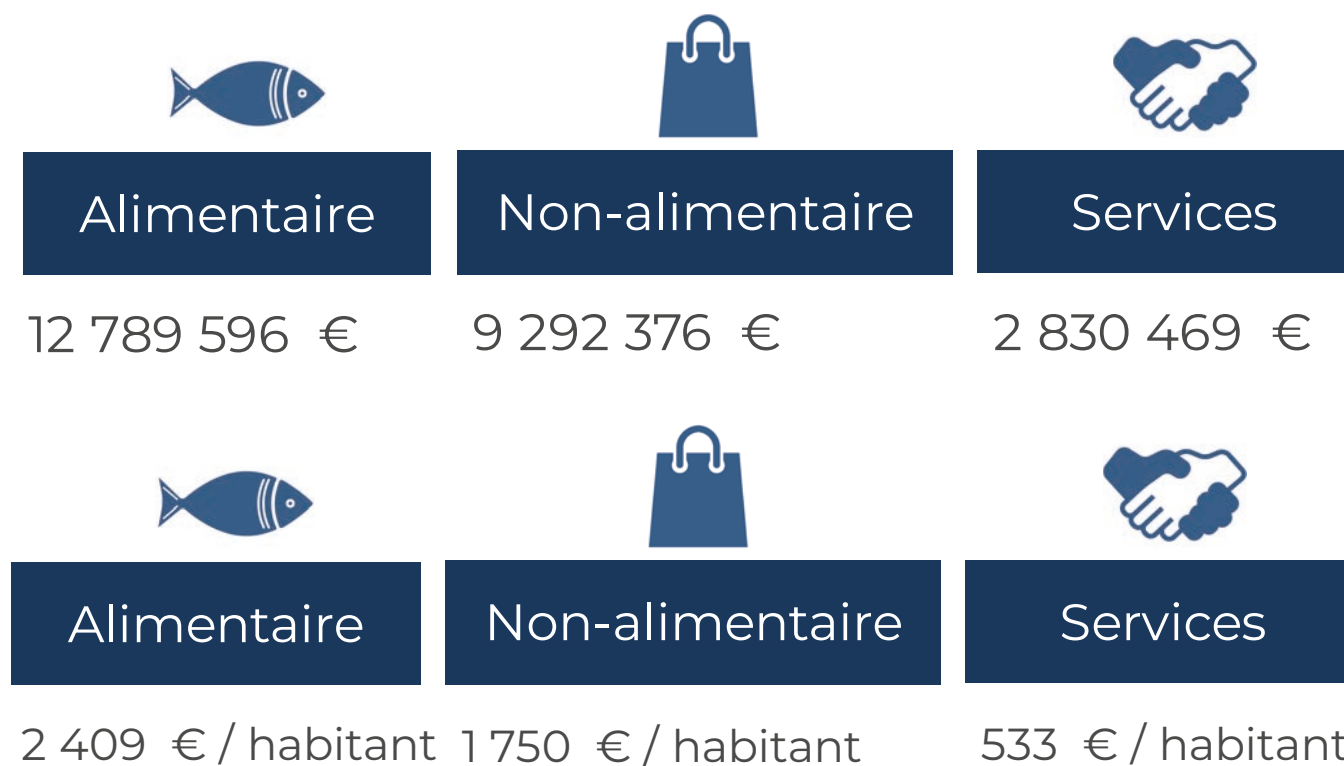 Alimentaire
Non-alimentaire
Services
12 789 596 €
9 292 376 €
2 830 469 €
Alimentaire
Non-alimentaire
Services
2 409 € / habitant
1 750 € / habitant
533 € / habitant